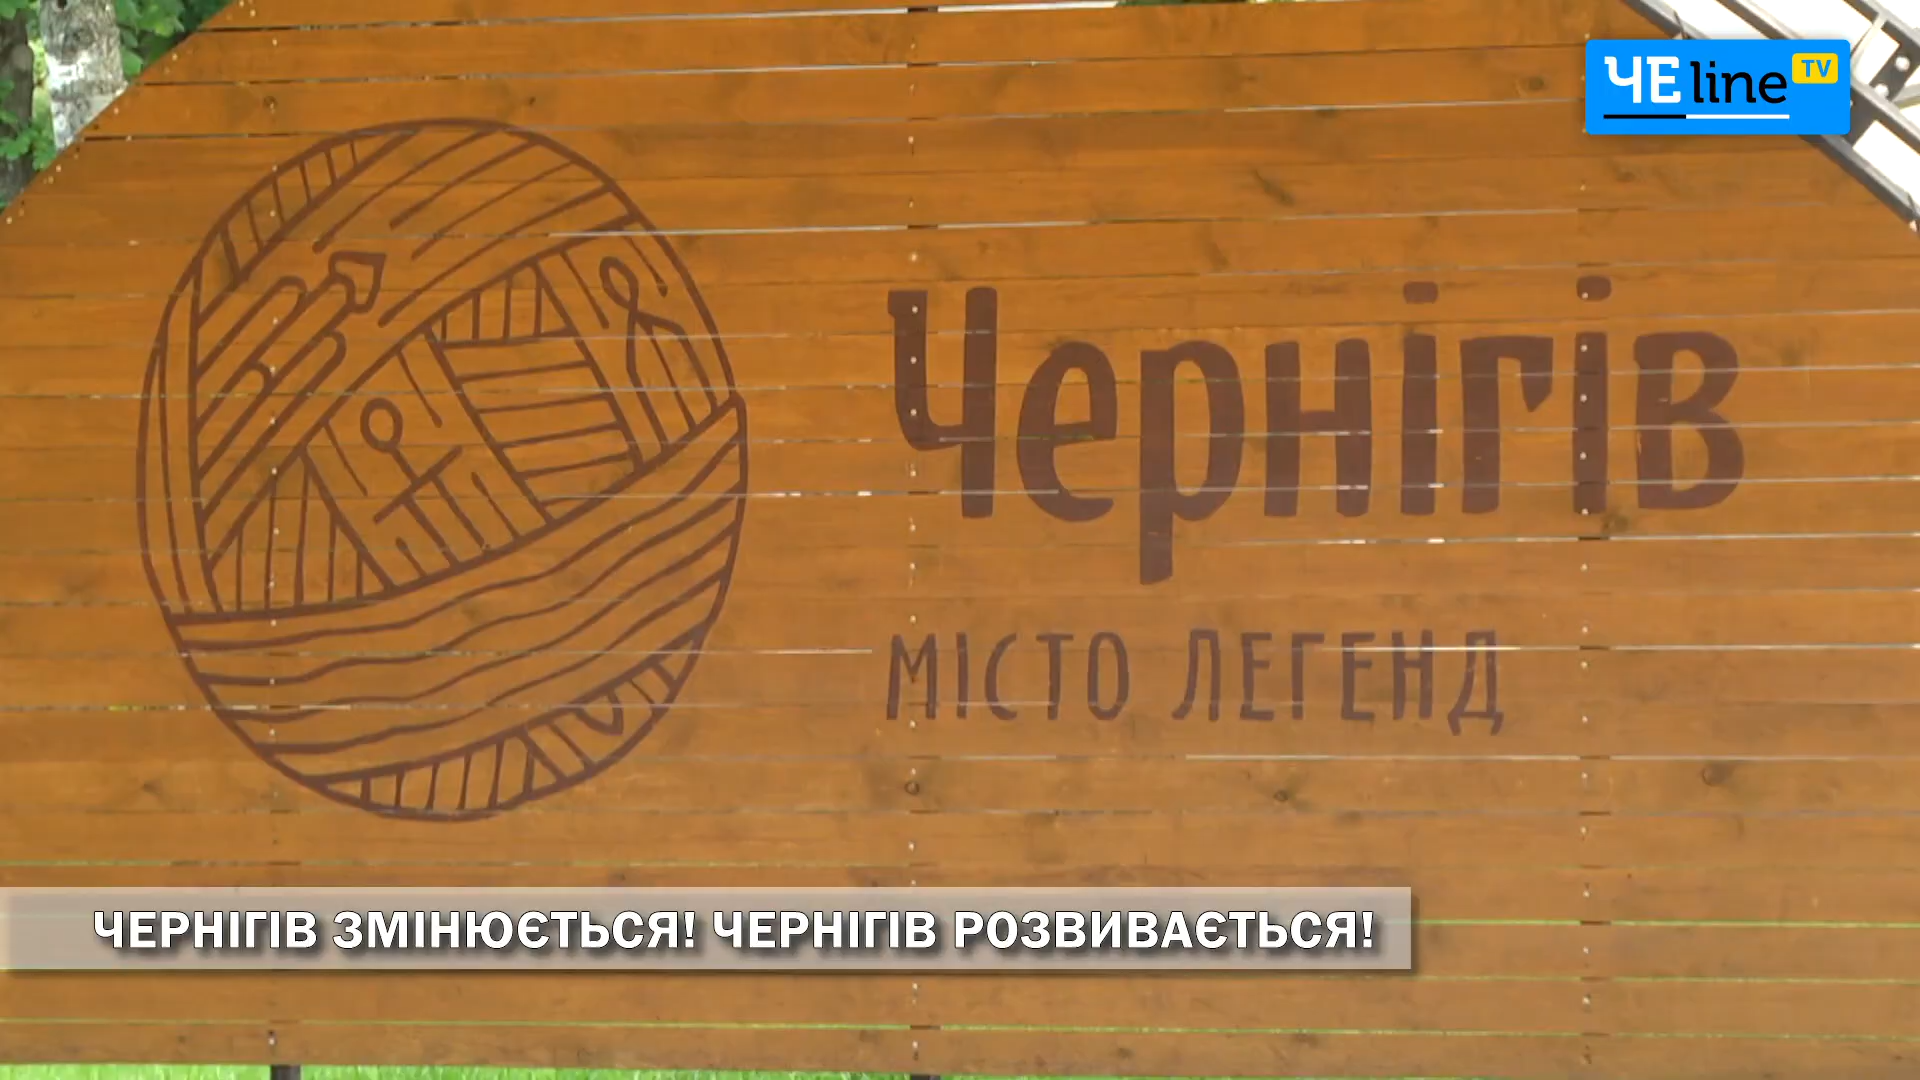 ЧЕline TV
Чернігів
МІСТО ЛЕГЕНД
ЧЕРНІГІВ ЗМІНЮЄТЬСЯ! ЧЕРНІГІВ РОЗВИВАЄТЬСЯ!